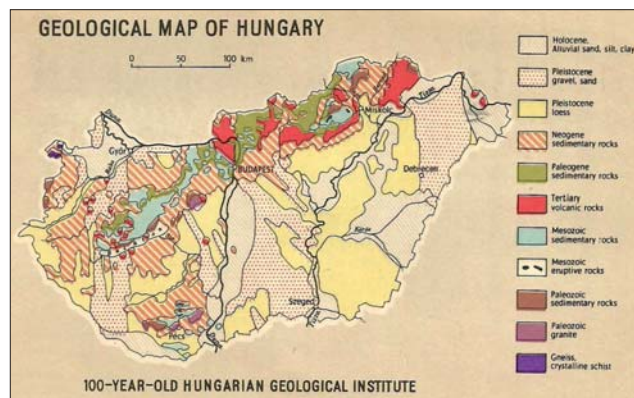 GEOLOGICAL MAP OF HUNGARY
0 50 100
km
Holocene,
Alluvial sand, silt, clay
Pleistocene
gravel, sand
Pleistocene
loess
Neogene
sedimentary rocks
Paleogene
sedimentary rocks
Tertiary
volcanic rocks
Mesozoic
sedimentary rocks
Mesozoic
eruptive rocks
Paleozoic
sedimentary rocks
Paleozoic
granite
Gneiss,
crystalline schist
Miskolc
Tisza
Győr
BUDAPEST
Debrecen
Körös
Szeged
Pécs
100-YEAR-OLD HUNGARIAN GEOLOGICAL INSTITUTE